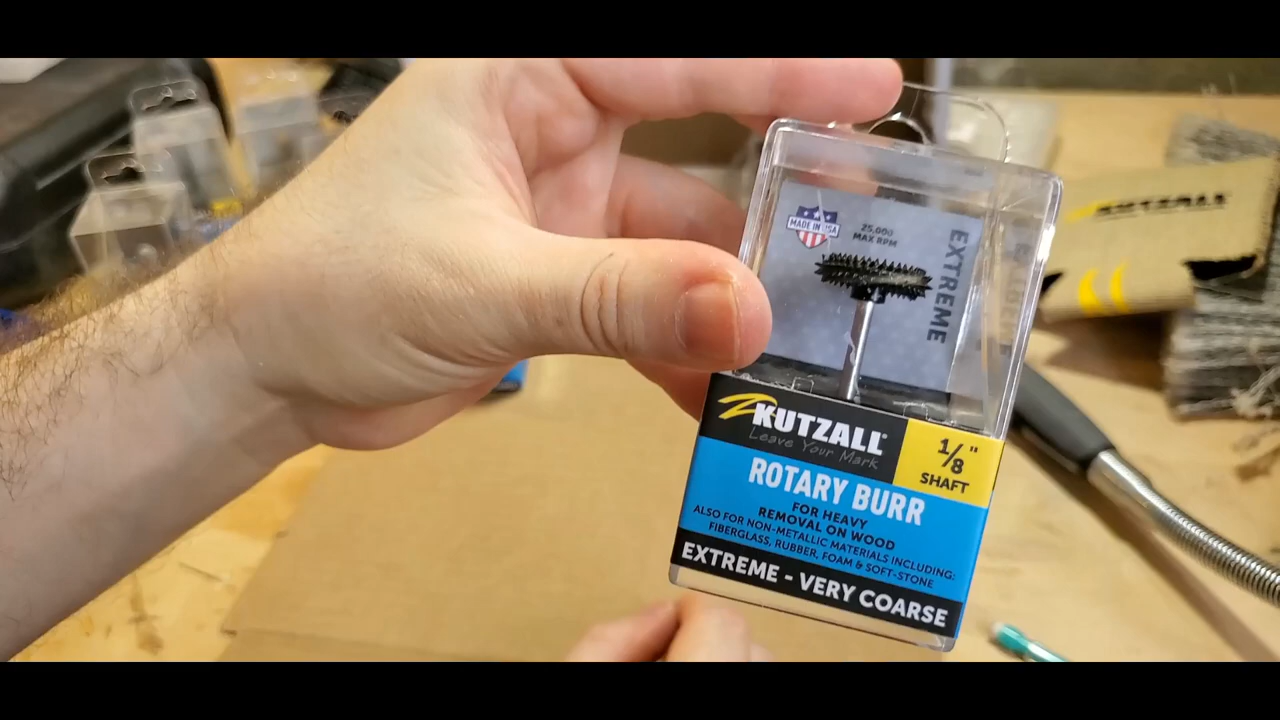 MADE IN USA
25,000
MAX RPM
EXTREME
KUTZALL
KUTZALL®
Leave Your Mark
1/8"
SHAFT
ROTARY BURR
FOR HEAVY
REMOVAL ON WOOD
ALSO FOR NON-METALLIC MATERIALS INCLUDING:
FIBERGLASS, RUBBER, FOAM & SOFT-STONE
EXTREME - VERY COARSE